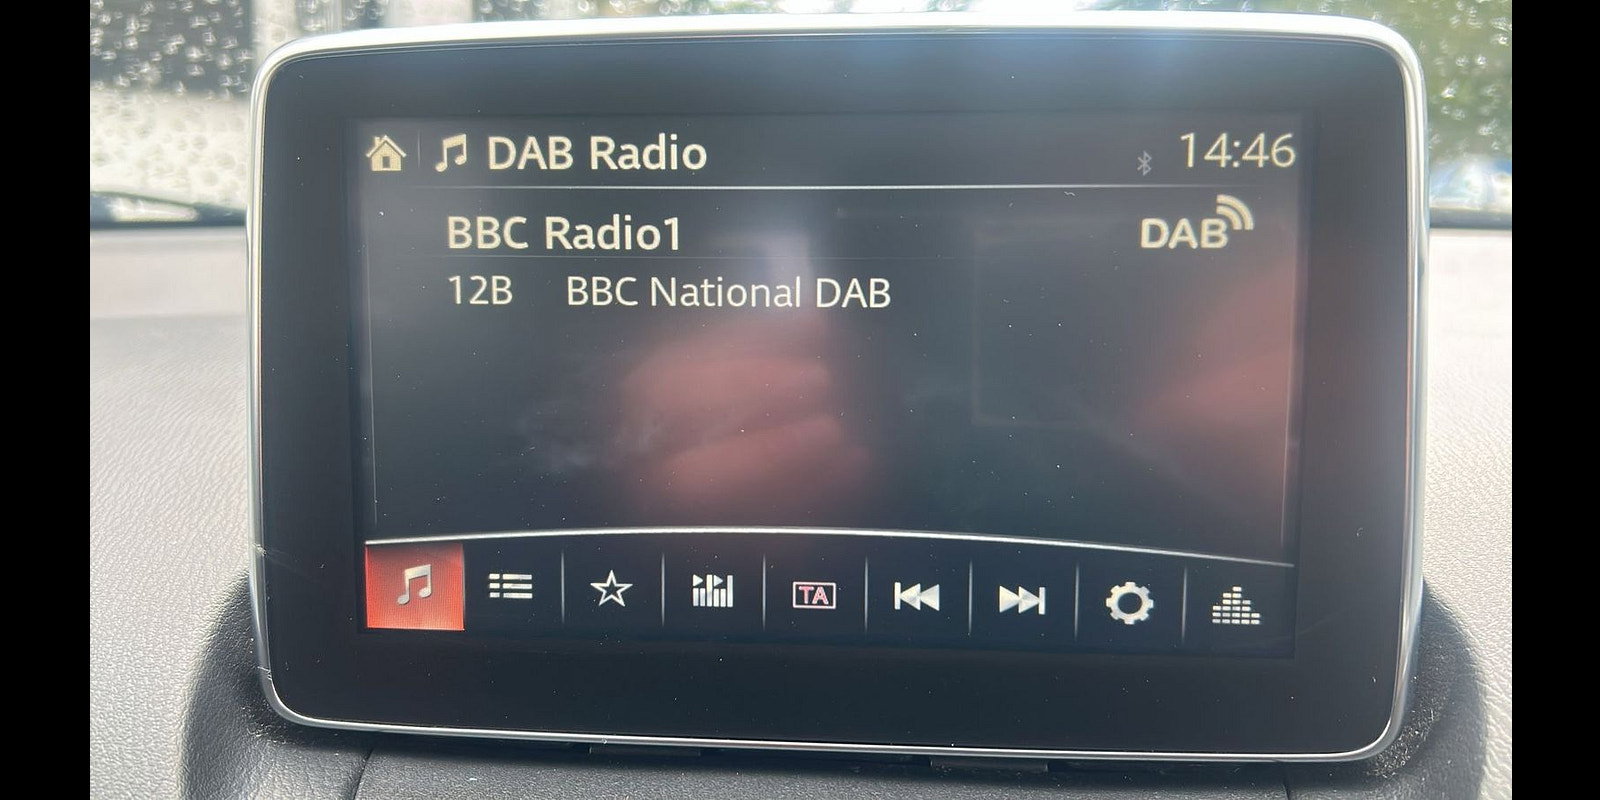 DAB Radio 14:46
BBC Radio1 DAB
12B BBC National DAB
TA